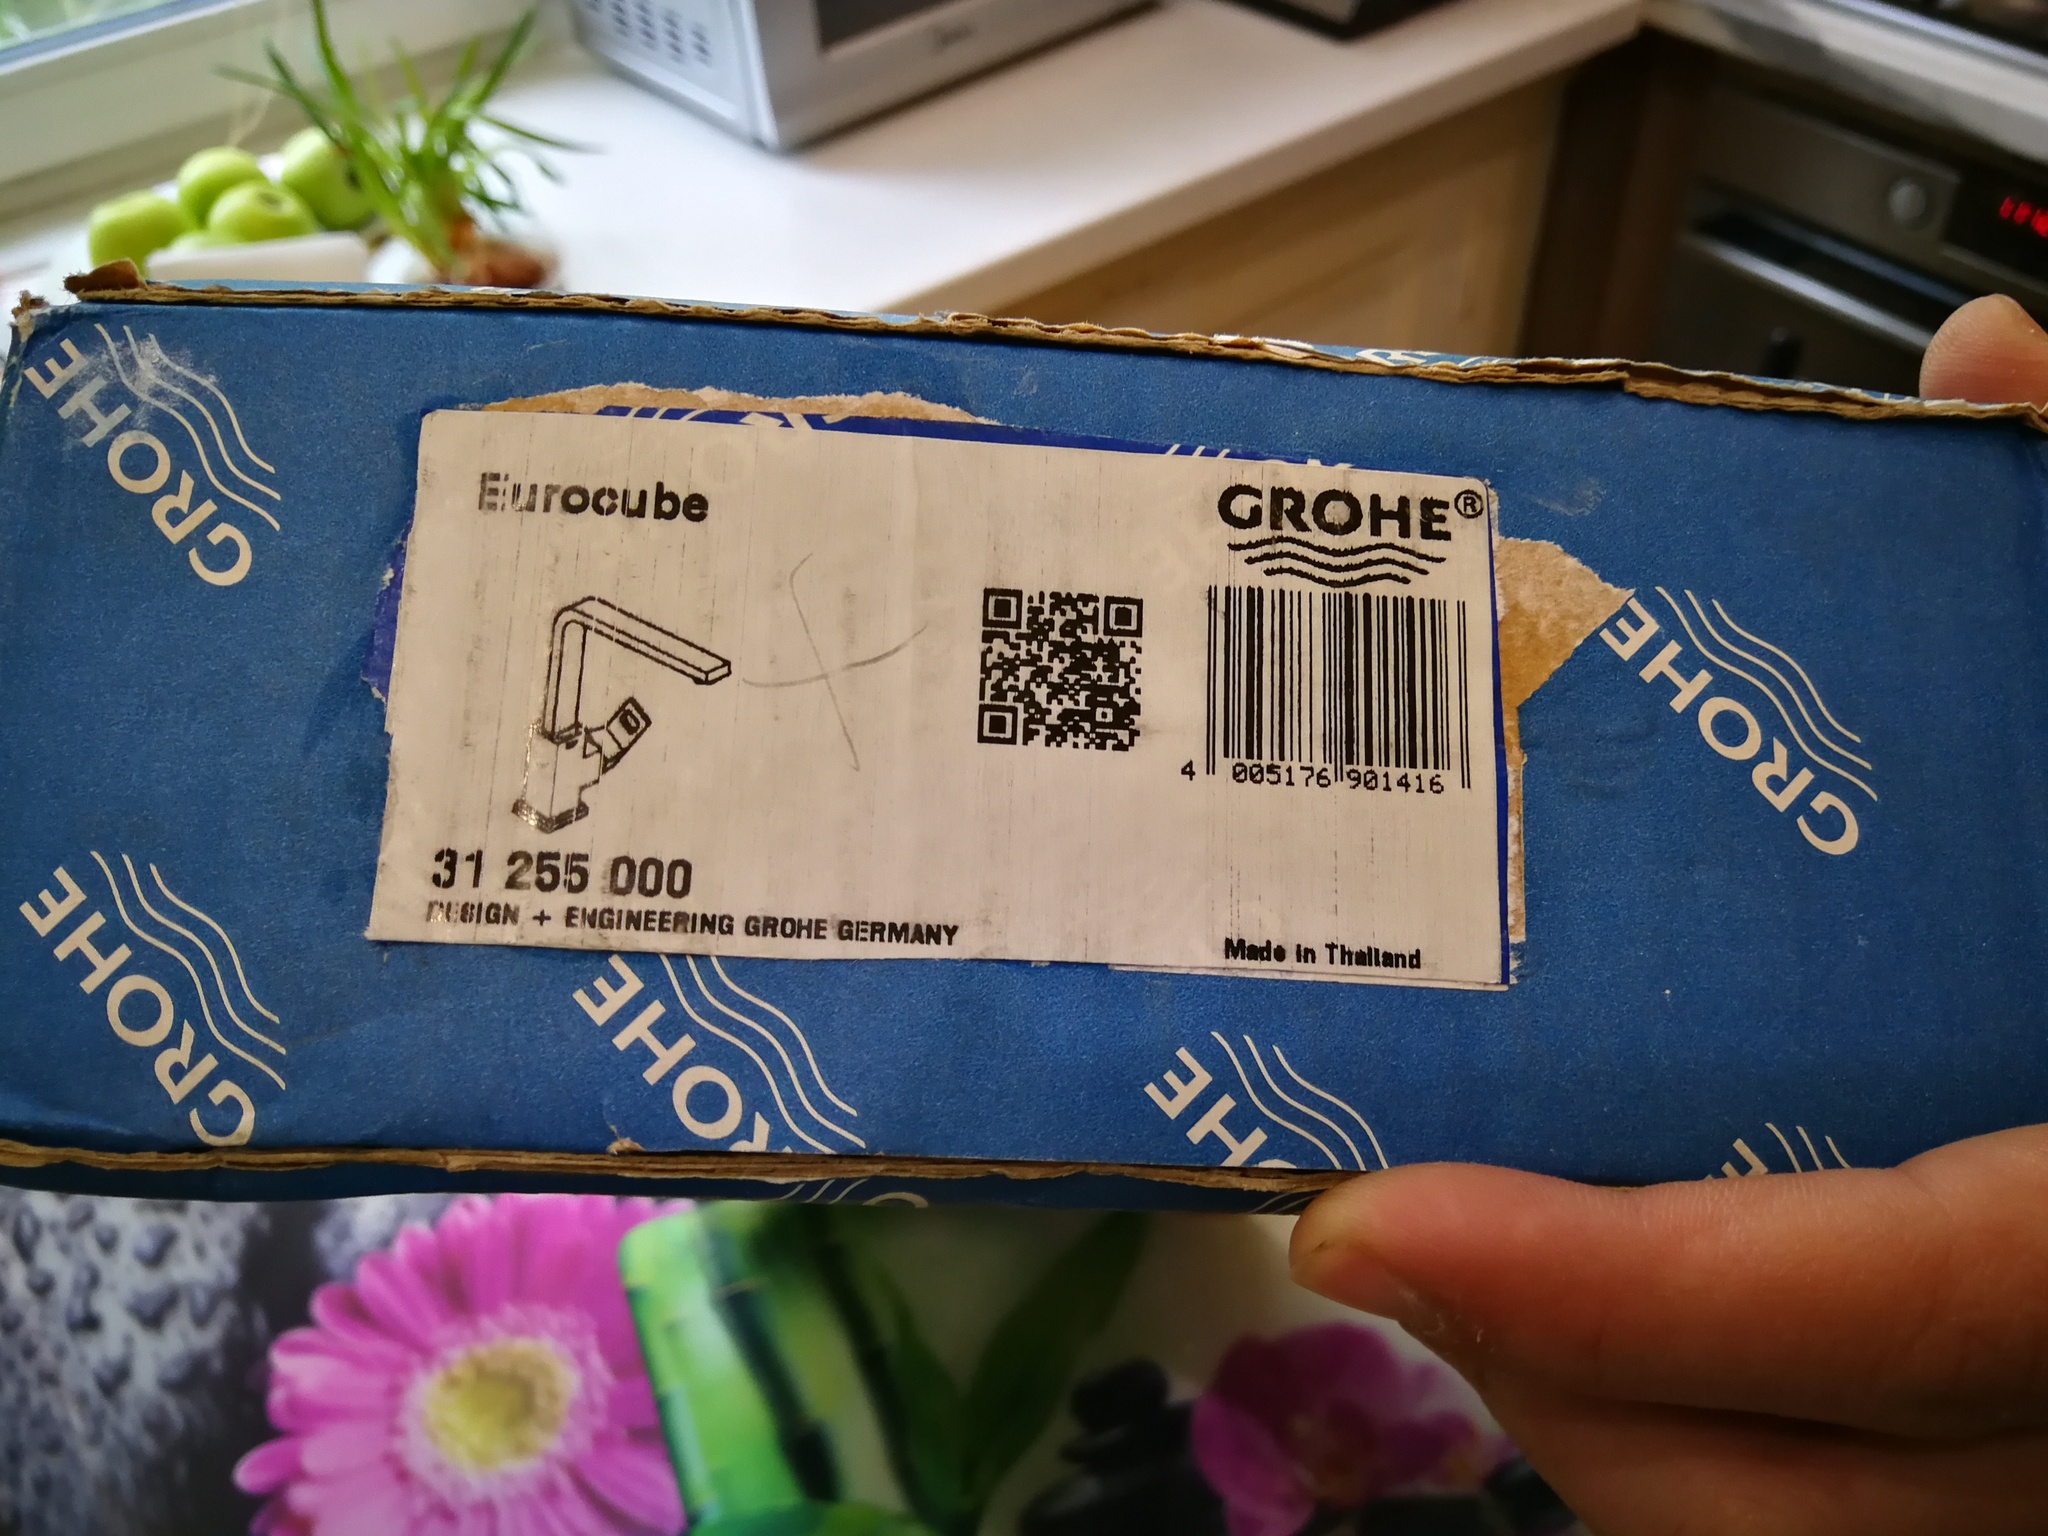 GROHE
Eurocube
GROHE®
4 005176 901416
31 255 000
DESIGN + ENGINEERING GROHE GERMANY
Made in Thailand
GROHE
GROHE
GROHE